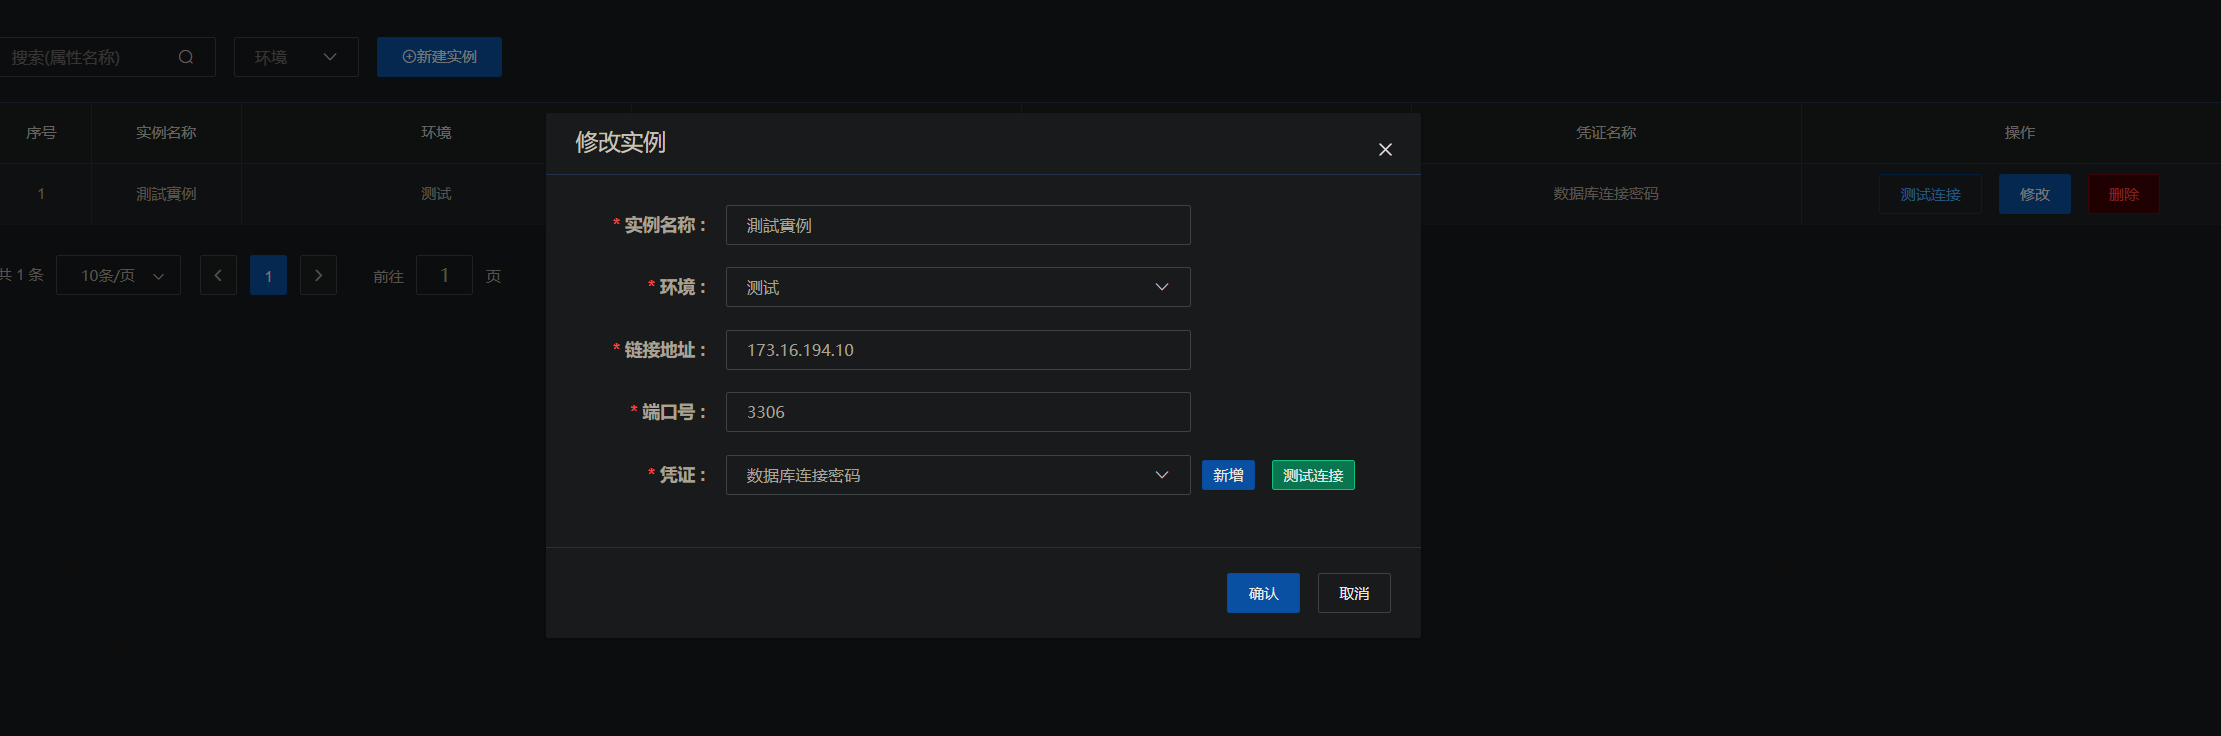 搜索(属性名称)
环境
新建实例
序号 实例名称 环境 凭证名称 操作
1 測試實例 测试 数据库连接密码 测试连接 修改 删除
共 1 条 10条/页 1 前往 1 页
修改实例
* 实例名称： 測試實例
* 环境： 测试
* 链接地址： 173.16.194.10
* 端口号： 3306
* 凭证： 数据库连接密码 新增 测试连接
确认 取消